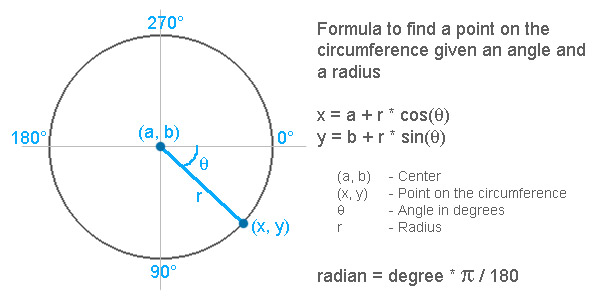 270°
180°
(a, b)
0°
θ
r
(x, y)
90°
Formula to find a point on the
circumference given an angle and
a radius
x = a + r * cos(θ)
y = b + r * sin(θ)
(a, b) - Center
(x, y) - Point on the circumference
θ - Angle in degrees
r - Radius
radian = degree * π / 180